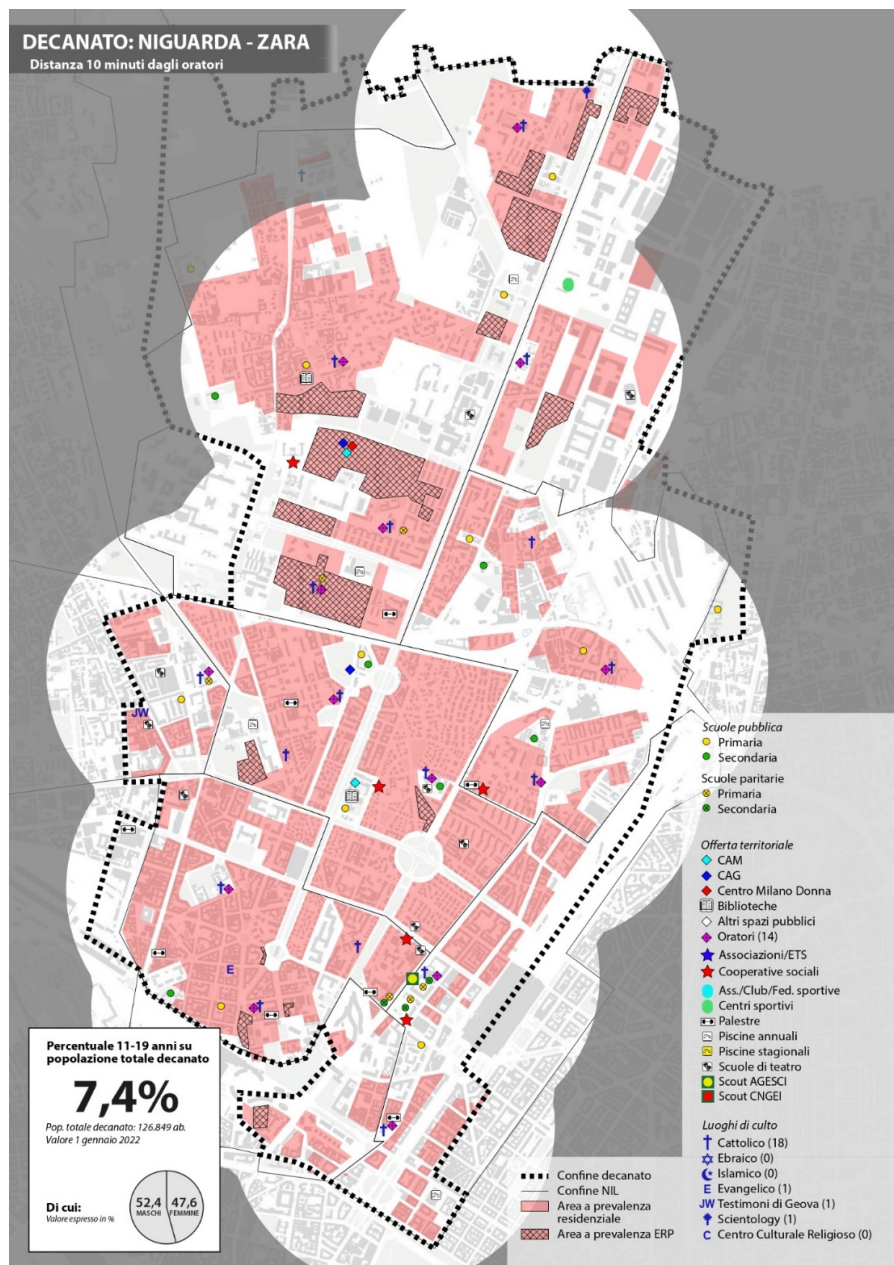 DECANATO: NIGUARDA - ZARA
Distanza 10 minuti dagli oratori
JW
E
Scuole pubblica
Primaria
Secondaria
Scuole paritarie
Primaria
Secondaria
Offerta territoriale
CAM
CAG
Centro Milano Donna
Biblioteche
Altri spazi pubblici
Oratori (14)
Associazioni/ETS
Cooperative sociali
Ass./Club/Fed. sportive
Centri sportivi
Palestre
Piscine annuali
Piscine stagionali
Scuole di teatro
Scout AGESCI
Scout CNGEI
Luoghi di culto
Cattolico (18)
Ebraico (0)
Islamico (0)
E Evangelico (1)
JW Testimoni di Geova (1)
Scientology (1)
C Centro Culturale Religioso (0)
Confine decanato
Confine NIL
Area a prevalenza
residenziale
Area a prevalenza ERP
Percentuale 11-19 anni su
popolazione totale decanato
7,4%
Pop. totale decanato: 126.849 ab.
Valore 1 gennaio 2022
Di cui:
Valore espresso in %
52,4
MASCHI
47,6
FEMMINE